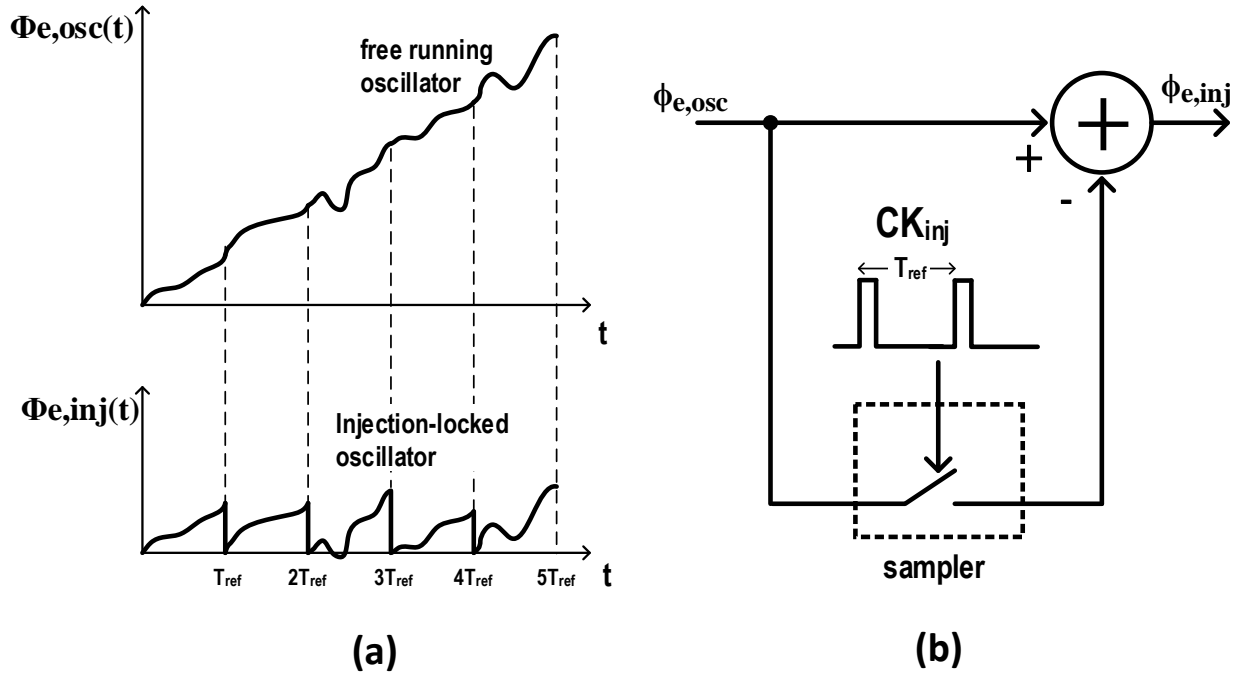 Φe,osc(t)
free running
oscillator
t
Φe,inj(t)
Injection-locked
oscillator
Tref
2Tref
3Tref
4Tref
5Tref
t
(a)
ϕe,osc
ϕe,inj
+
+
-
CKinj
Tref
sampler
(b)